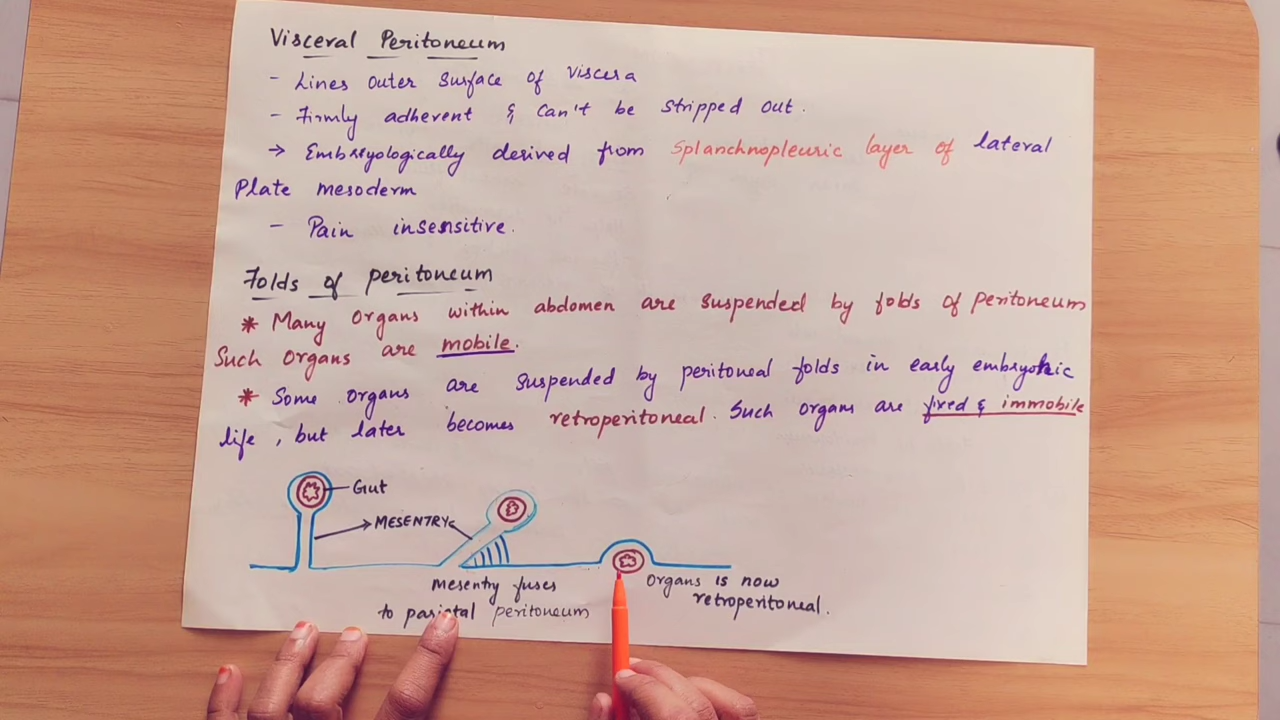 Visceral Peritoneum
- Lines Outer Surface of Viscera
- Firmly adherent & Can't be Stripped out.
→ Embryologically derived from Splanchnopleuric layer of lateral
Plate mesoderm
- Pain insensitive.
Folds of peritoneum
* Many Organs within abdomen are Suspended by folds of Peritoneum
Such Organs are mobile.
* Some organs are suspended by peritoneal folds in early embryonic
life, but later becomes retroperitoneal. Such organs are fixed & immobile
Gut
MESENTRY
Mesentry fuses
to parietal peritoneum
Organs is now
retroperitoneal.